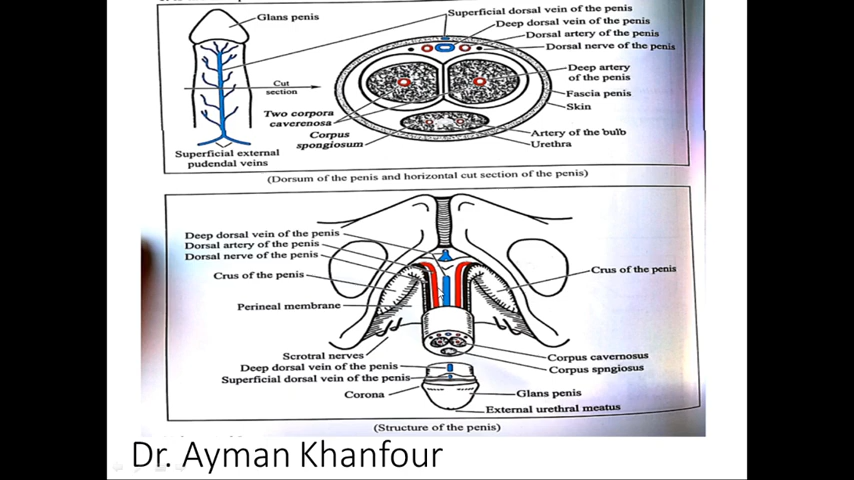 Glans penis
Superficial dorsal vein of the penis
Deep dorsal vein of the penis
Dorsal artery of the penis
Dorsal nerve of the penis
Cut
section
Deep artery
of the penis
Fascia penis
Skin
Two corpora
caverenosa
Corpus
spongiosum
Artery of the bulb
Urethra
Superficial external
pudendal veins
(Dorsum of the penis and horizontal cut section of the penis)
Deep dorsal vein of the penis
Dorsal artery of the penis
Dorsal nerve of the penis
Crus of the penis
Crus of the penis
Perineal membrane
Scrotral nerves
Corpus cavernosus
Deep dorsal vein of the penis
Corpus spngiosus
Superficial dorsal vein of the penis
Corona
Glans penis
External urethral meatus
(Structure of the penis)
Dr. Ayman Khanfour